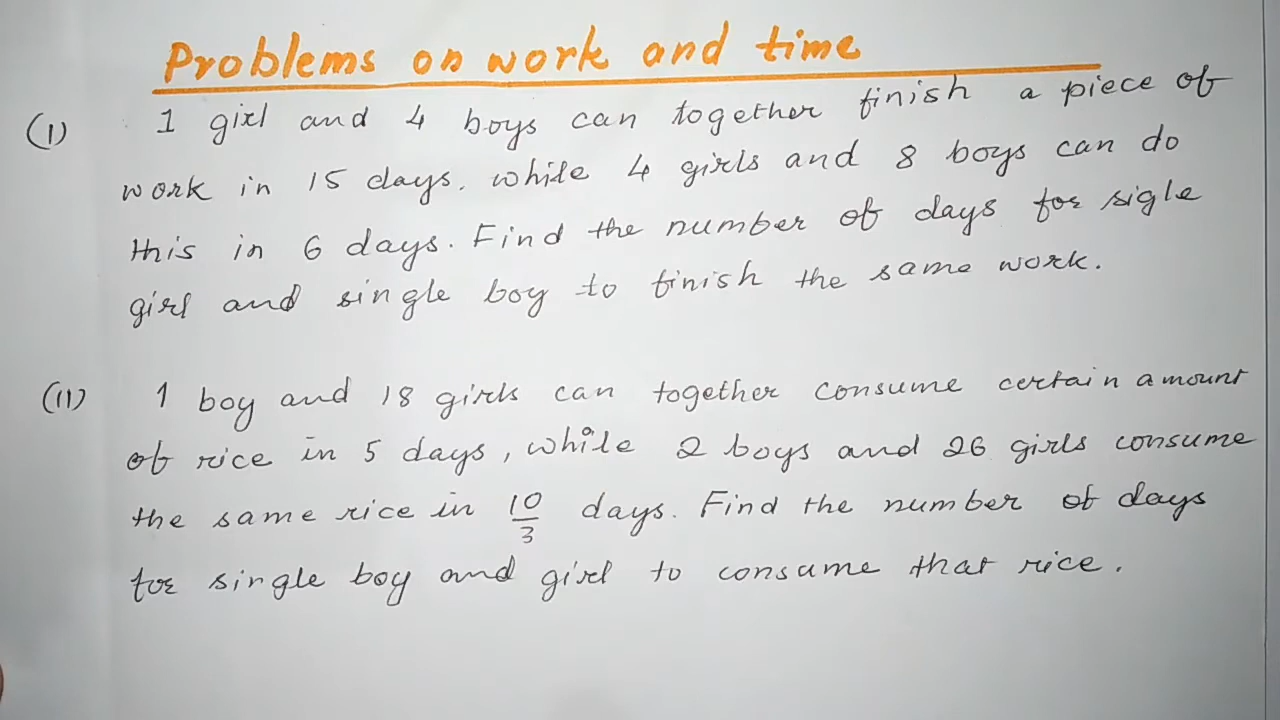 Problems on work and time
(1) 1 girl and 4 boys can together finish a piece of
work in 15 days, while 4 girls and 8 boys can do
this in 6 days. Find the number of days for sigle
girl and single boy to finish the same work.
(11) 1 boy and 18 girls can together consume certain amount
of rice in 5 days, while 2 boys and 26 girls consume
the same rice in 10/3 days. Find the number of days
for single boy and girl to consume that rice.